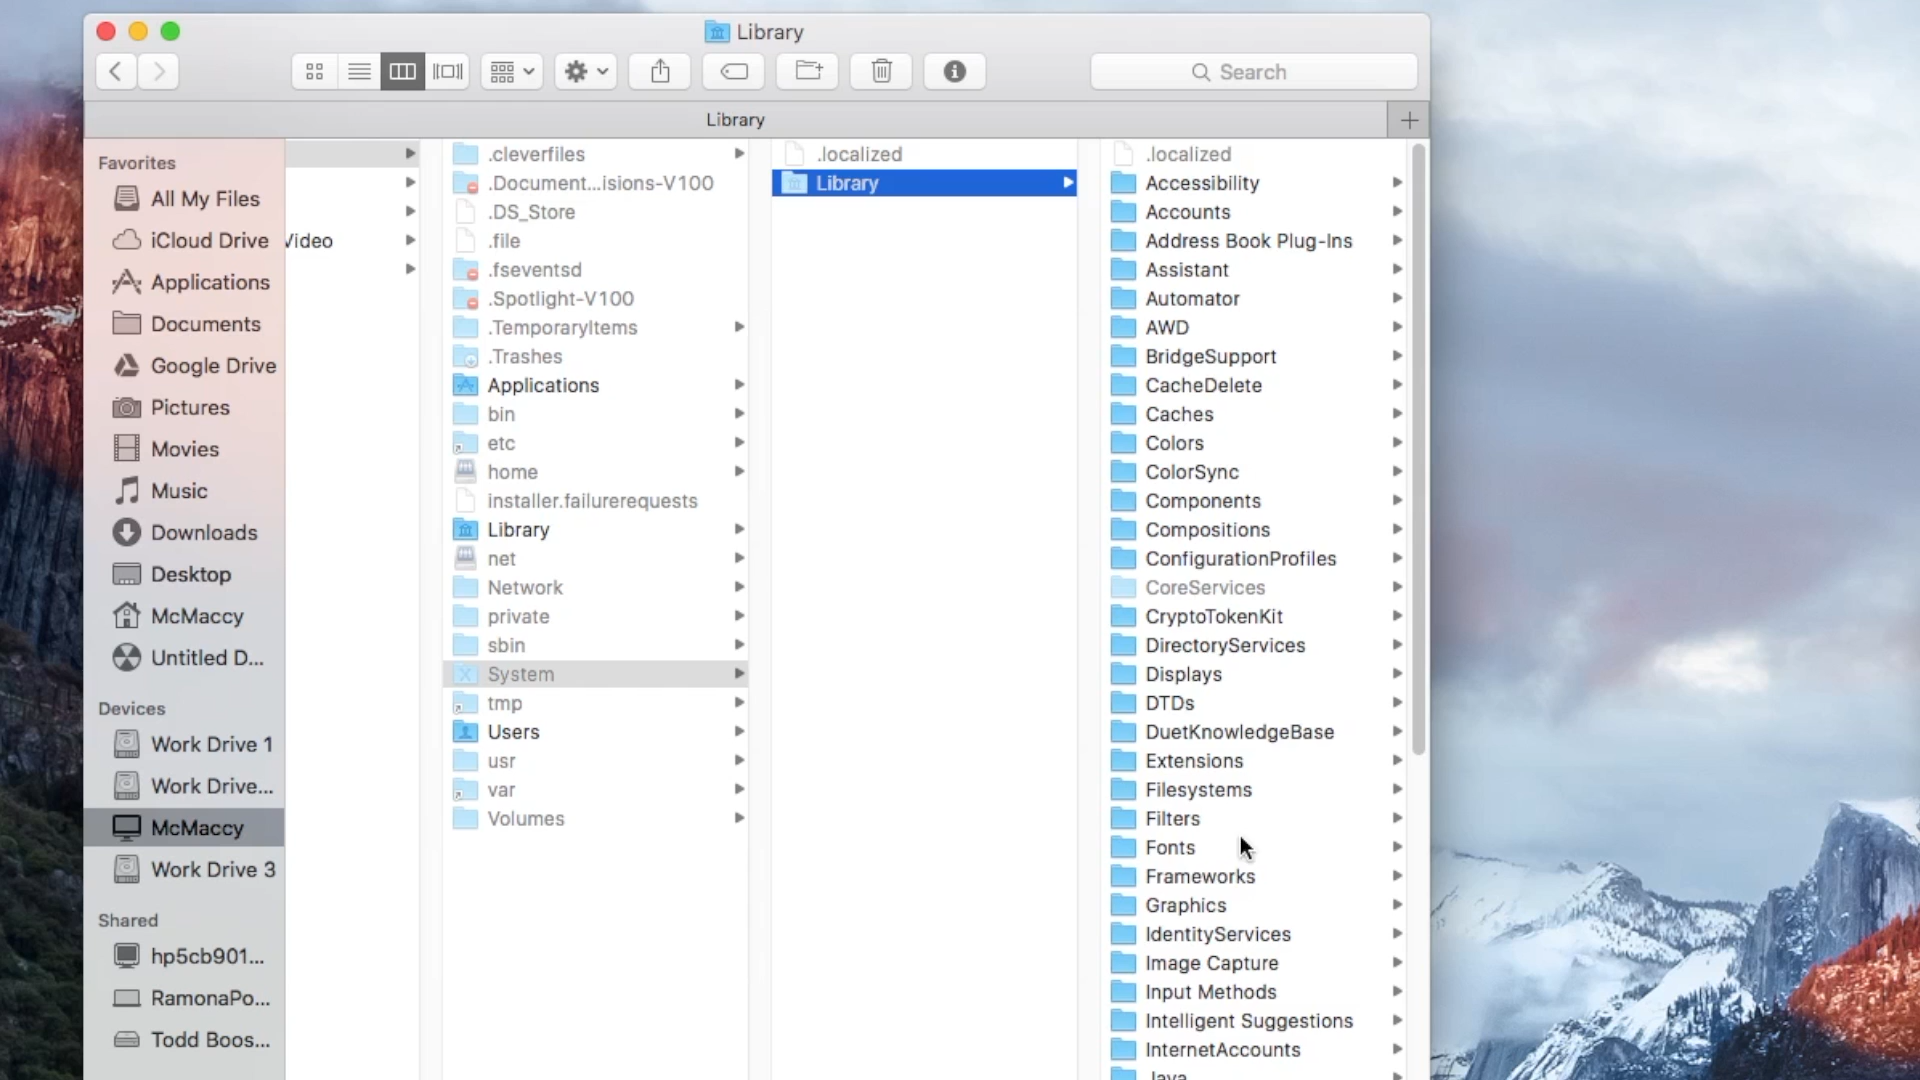 Library
Search
Library
Favorites
All My Files
iCloud Drive
Applications
Documents
Google Drive
Pictures
Movies
Music
Downloads
Desktop
McMaccy
Untitled D...
Devices
Work Drive 1
Work Drive...
McMaccy
Work Drive 3
Shared
hp5cb901...
RamonaPo...
Todd Boos...
Video
.cleverfiles
.Document...isions-V100
.DS_Store
.file
.fseventsd
.Spotlight-V100
.TemporaryItems
.Trashes
Applications
bin
etc
home
installer.failurerequests
Library
net
Network
private
sbin
System
tmp
Users
usr
var
Volumes
.localized
Library
.localized
Accessibility
Accounts
Address Book Plug-Ins
Assistant
Automator
AWD
BridgeSupport
CacheDelete
Caches
Colors
ColorSync
Components
Compositions
ConfigurationProfiles
CoreServices
CryptoTokenKit
DirectoryServices
Displays
DTDs
DuetKnowledgeBase
Extensions
Filesystems
Filters
Fonts
Frameworks
Graphics
IdentityServices
Image Capture
Input Methods
Intelligent Suggestions
InternetAccounts
Java